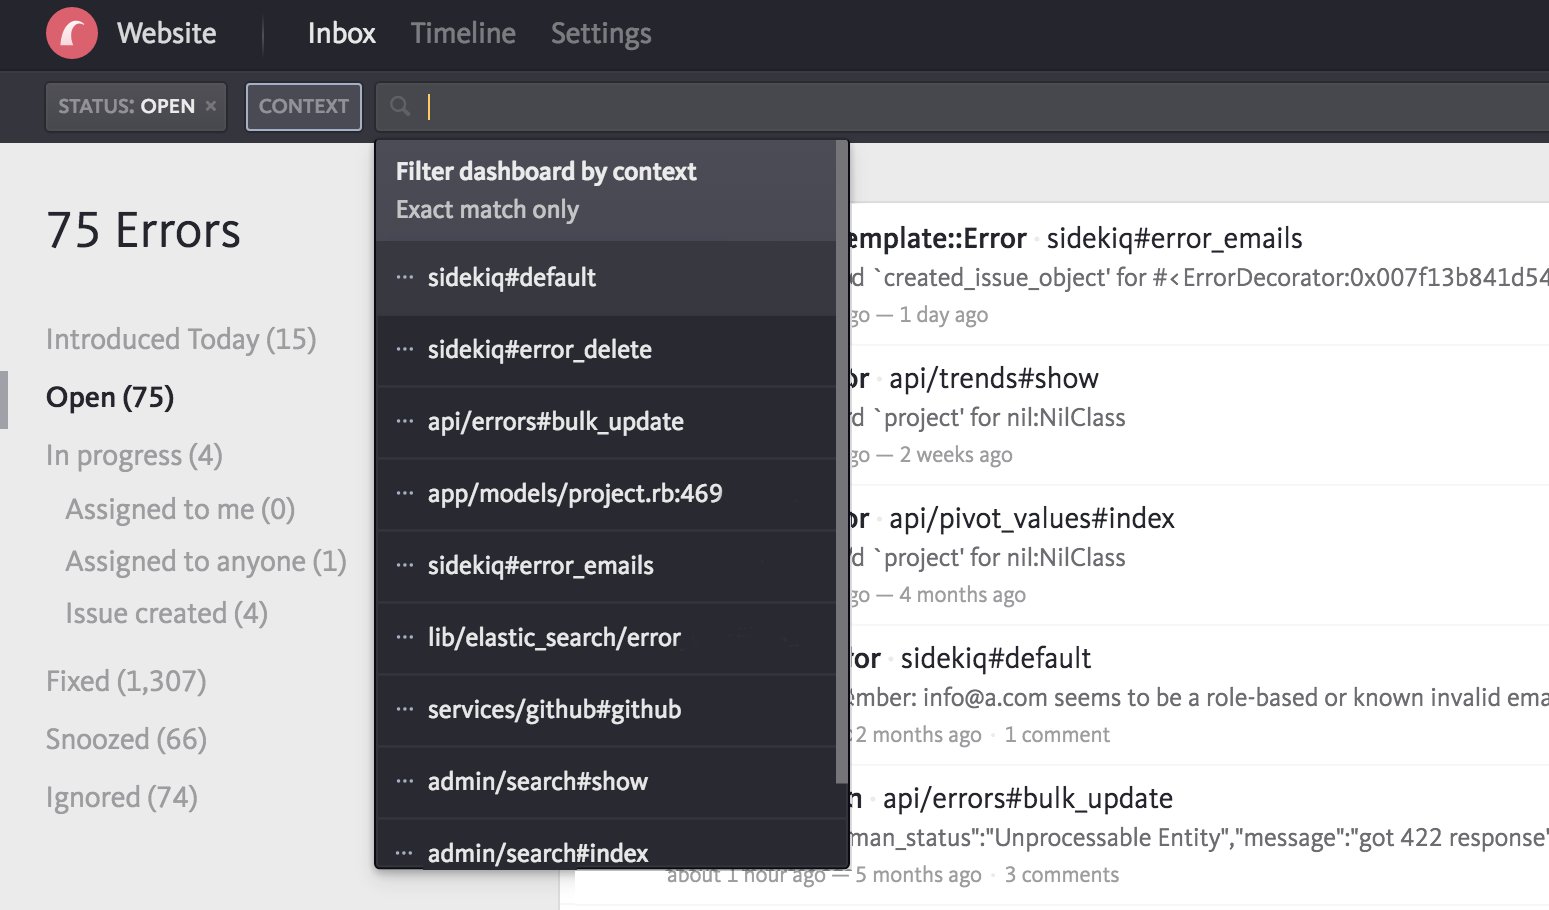 Website
Inbox
Timeline
Settings
STATUS: OPEN ×
CONTEXT
Filter dashboard by context
Exact match only
sidekiq#default
sidekiq#error_delete
api/errors#bulk_update
app/models/project.rb:469
sidekiq#error_emails
lib/elastic_search/error
services/github#github
admin/search#show
admin/search#index
75 Errors
Introduced Today (15)
Open (75)
In progress (4)
Assigned to me (0)
Assigned to anyone (1)
Issue created (4)
Fixed (1,307)
Snoozed (66)
Ignored (74)
emplate::Error · sidekiq#error_emails
d `created_issue_object' for #<ErrorDecorator:0x007f13b841d54
go — 1 day ago
or · api/trends#show
d `project' for nil:NilClass
go — 2 weeks ago
or · api/pivot_values#index
d `project' for nil:NilClass
go — 4 months ago
or · sidekiq#default
mber: info@a.com seems to be a role-based or known invalid ema
2 months ago · 1 comment
n · api/errors#bulk_update
man_status":"Unprocessable Entity","message":"got 422 response"
about 1 hour ago — 5 months ago · 3 comments